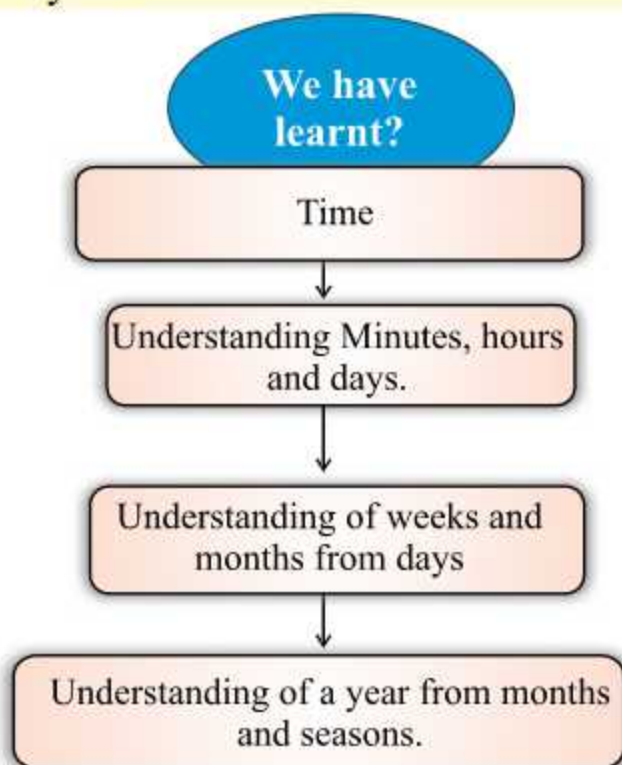 We have
learnt?
Time
Understanding Minutes, hours
and days.
Understanding of weeks and
months from days
Understanding of a year from months
and seasons.